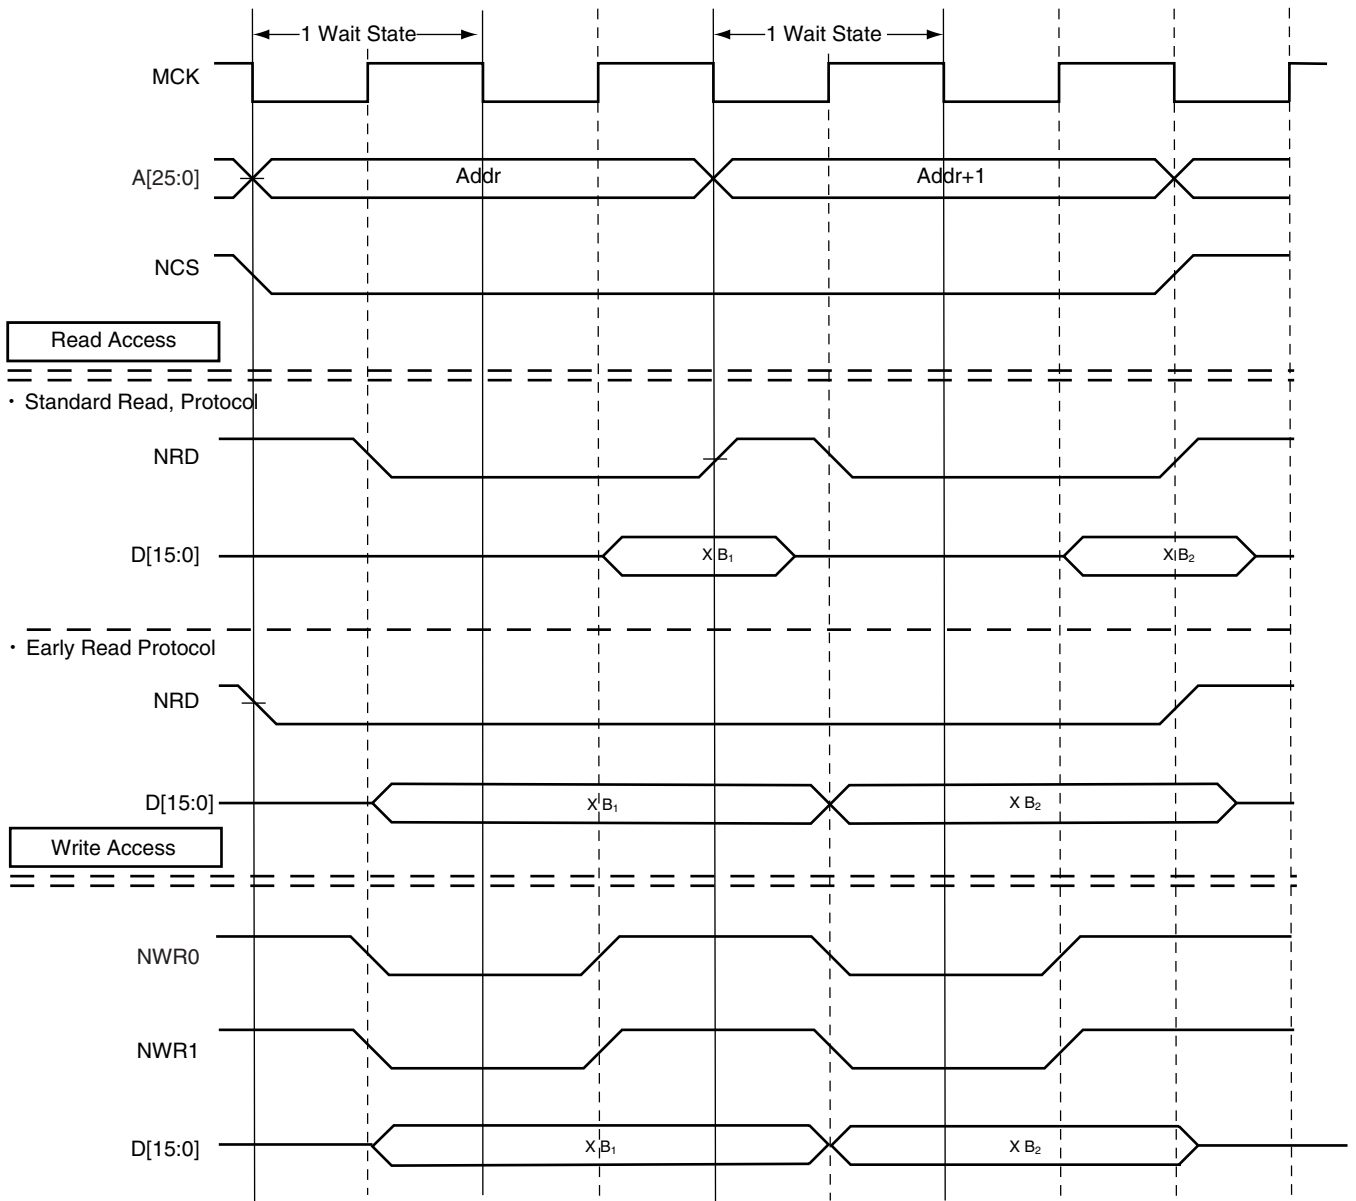 1 Wait State 1 Wait State
MCK
A[25:0] Addr Addr+1
NCS
Read Access
· Standard Read, Protocol
NRD
D[15:0] X B1 X B2
· Early Read Protocol
NRD
D[15:0] X B1 X B2
Write Access
NWR0
NWR1
D[15:0] X B1 X B2